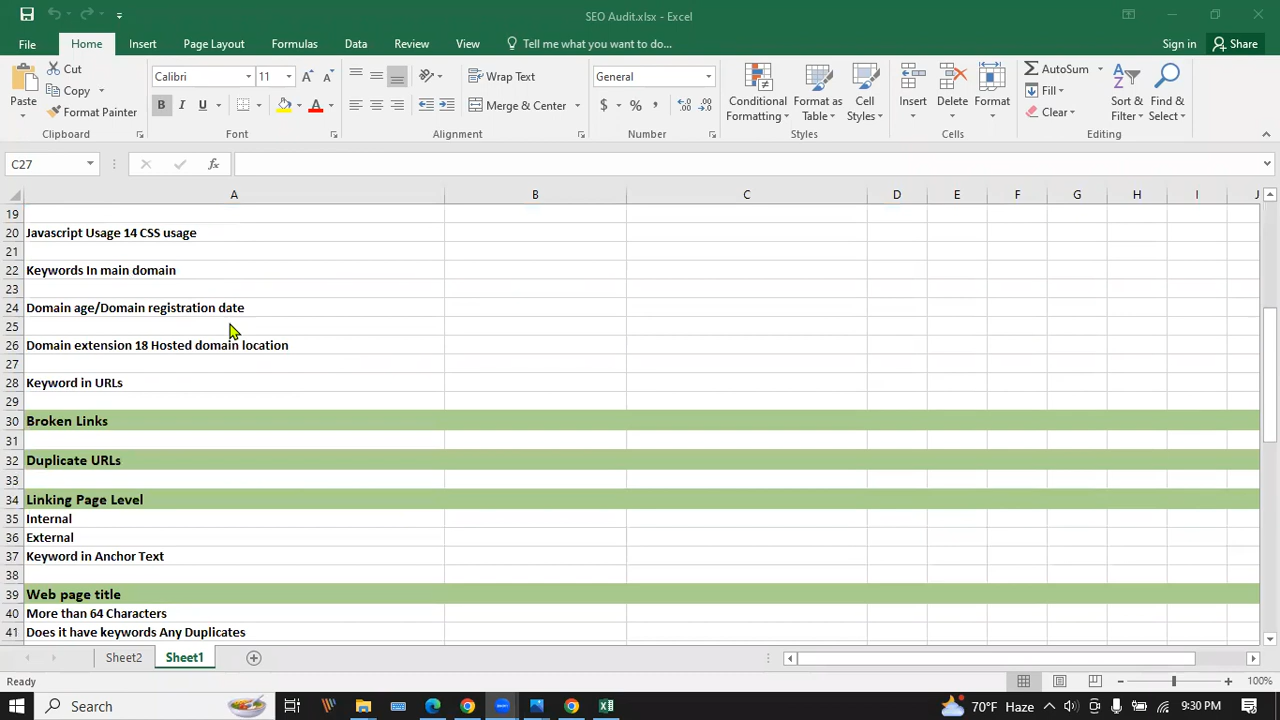 SEO Audit.xlsx - Excel
File Home Insert Page Layout Formulas Data Review View Tell me what you want to do... Sign in Share
Paste
Cut
Copy
Format Painter
Calibri 11
B I U
Wrap Text
Merge & Center
General
$ % ,
Conditional Formatting
Format as Table
Cell Styles
Insert
Delete
Format
AutoSum
Fill
Clear
Sort & Filter
Find & Select
Clipboard Font Alignment Number Styles Cells Editing
C27 fx
A B C D E F G H I J
19
20 Javascript Usage 14 CSS usage
21
22 Keywords In main domain
23
24 Domain age/Domain registration date
25
26 Domain extension 18 Hosted domain location
27
28 Keyword in URLs
29
30 Broken Links
31
32 Duplicate URLs
33
34 Linking Page Level
35 Internal
36 External
37 Keyword in Anchor Text
38
39 Web page title
40 More than 64 Characters
41 Does it have keywords Any Duplicates
Sheet2 Sheet1
Ready 100%
Search 70°F Haze 9:30 PM